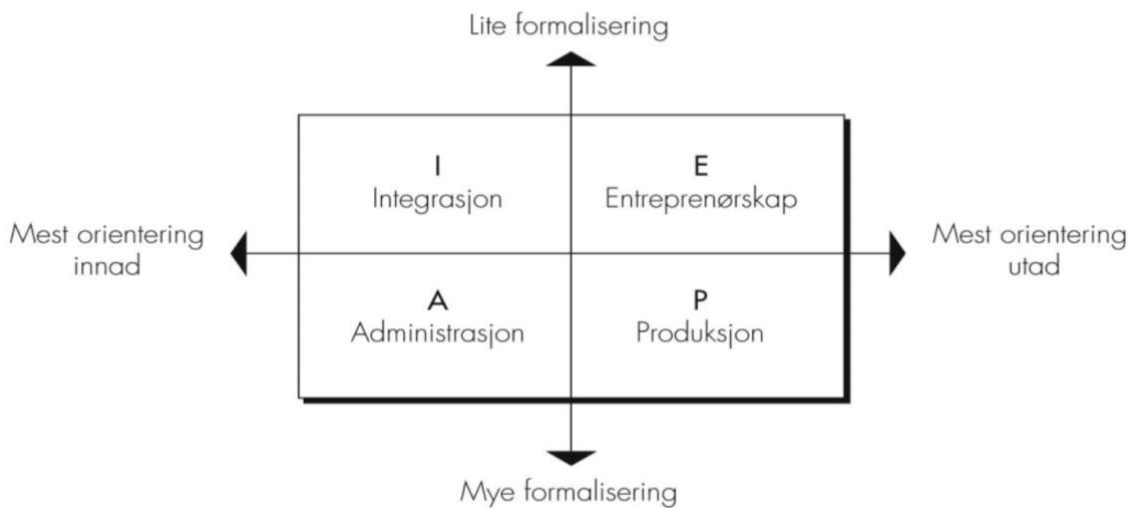 Lite formalisering
I
Integrasjon
E
Entreprenørskap
Mest orientering
innad
Mest orientering
utad
A
Administrasjon
P
Produksjon
Mye formalisering